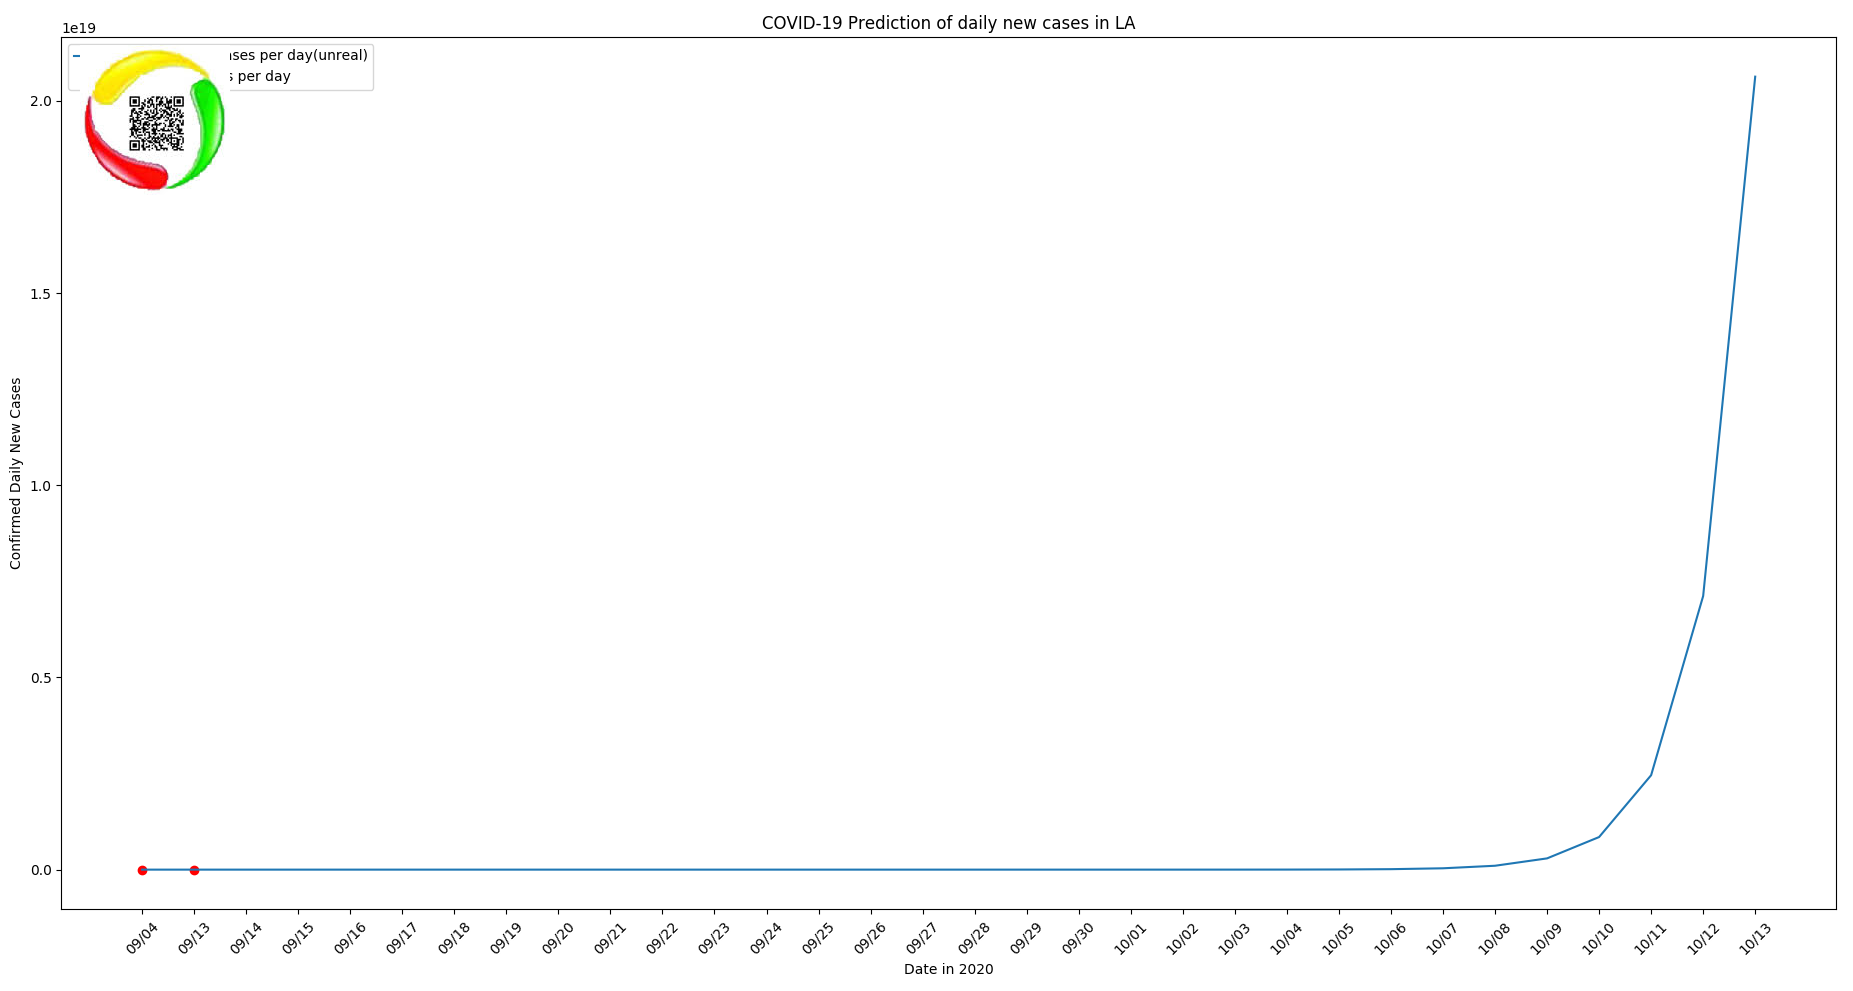 COVID-19 Prediction of daily new cases in LA
1e19
per day(unreal)
per day
2.0
1.5
1.0
0.5
0.0
Confirmed Daily New Cases
09/04 09/13 09/14 09/15 09/16 09/17 09/18 09/19 09/20 09/21 09/22 09/23 09/24 09/25 09/26 09/27 09/28 09/29 09/30 10/01 10/02 10/03 10/04 10/05 10/06 10/07 10/08 10/09 10/10 10/11 10/12 10/13
Date in 2020